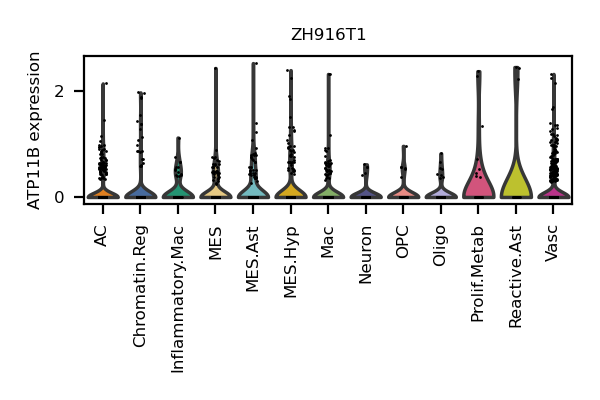 ZH916T1
ATP11B expression
2
0
AC
Chromatin.Reg
Inflammatory.Mac
MES
MES.Ast
MES.Hyp
Mac
Neuron
OPC
Oligo
Prolif.Metab
Reactive.Ast
Vasc